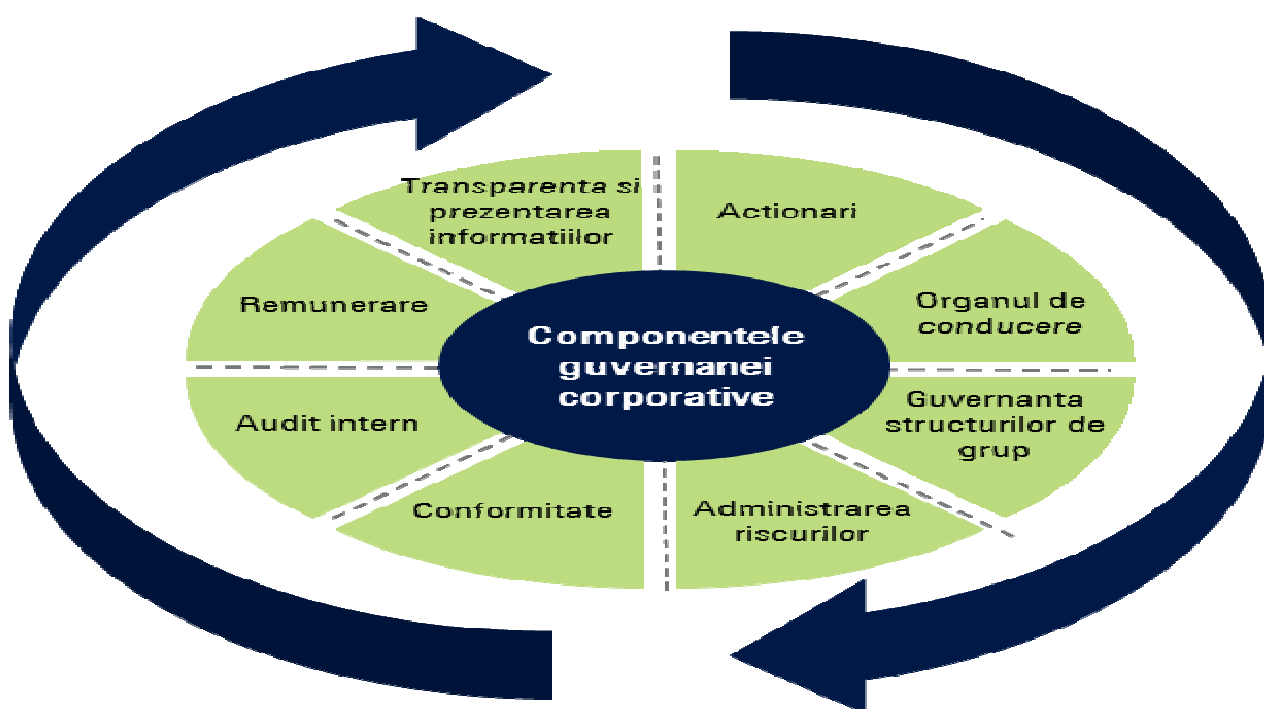 Transparenta si
prezentarea
informatiilor
Actionari
Remunerare
Organul de
conducere
Componentele
guvernanei
corporative
Audit intern
Guvernanta
structurilor de
grup
Conformitate
Administrarea
riscurilor